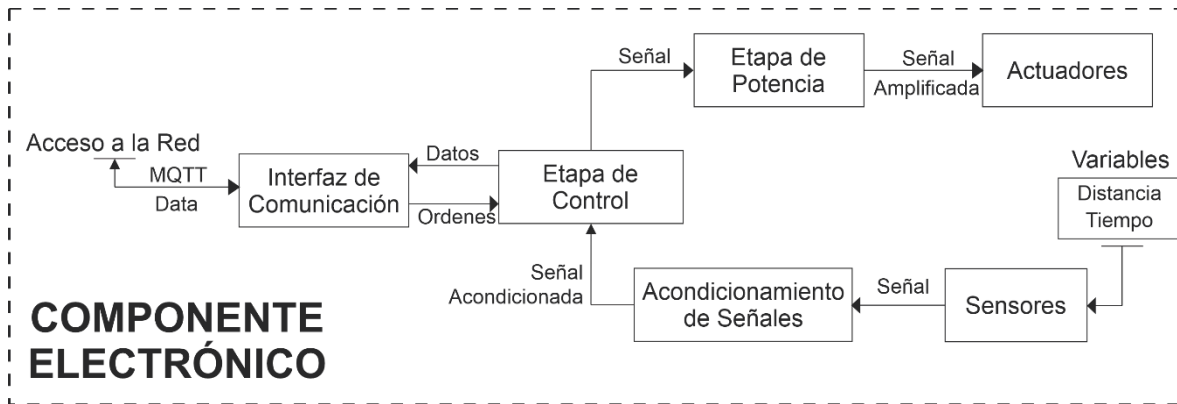 Señal
Etapa de
Potencia
Señal
Amplificada
Actuadores
Acceso a la Red
MQTT
Data
Interfaz de
Comunicación
Datos
Ordenes
Etapa de
Control
Variables
Distancia
Tiempo
Señal
Acondicionada
Acondicionamiento
de Señales
Señal
Sensores
COMPONENTE
ELECTRÓNICO